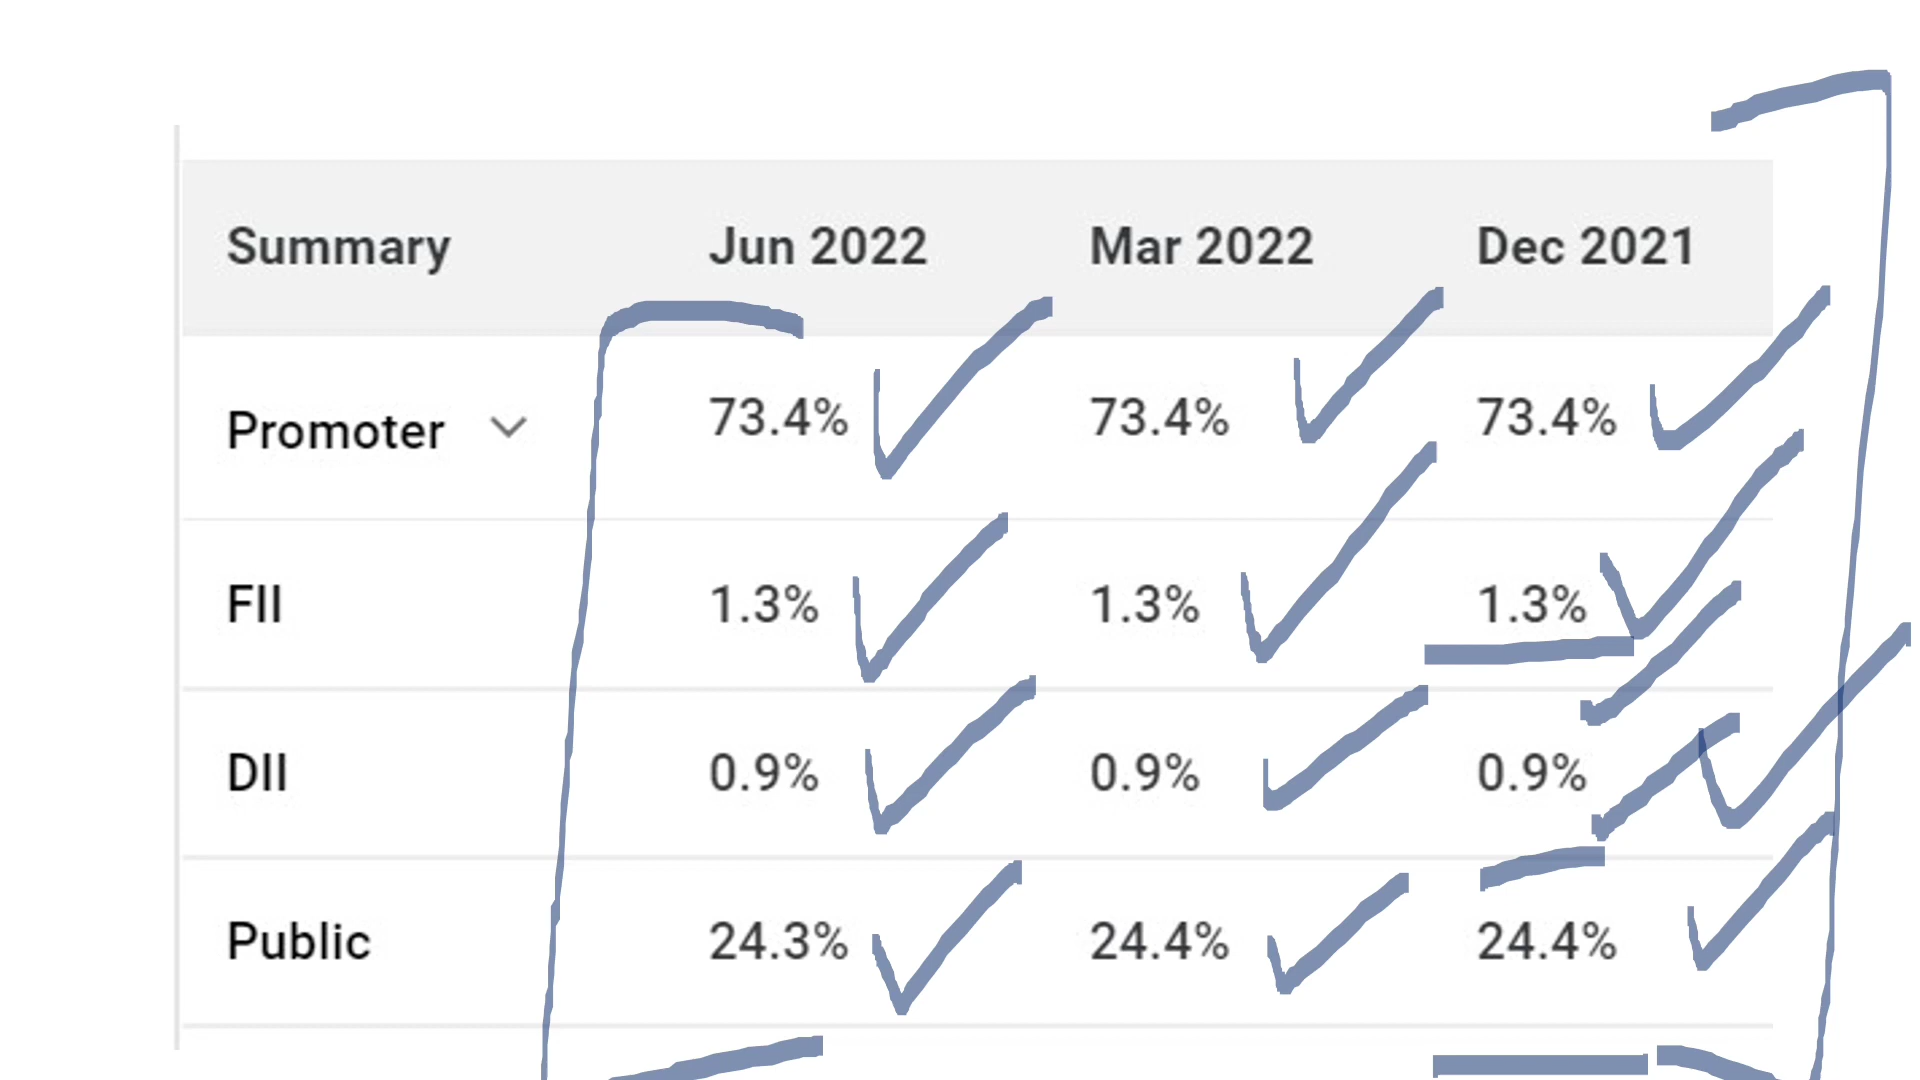 Summary Jun 2022 Mar 2022 Dec 2021
Promoter 73.4% 73.4% 73.4%
FII 1.3% 1.3% 1.3%
DII 0.9% 0.9% 0.9%
Public 24.3% 24.4% 24.4%